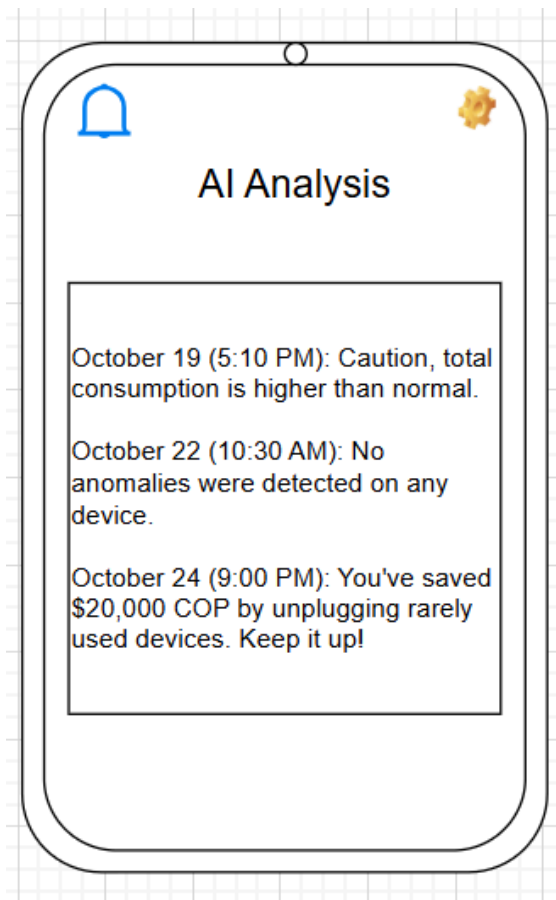 AI Analysis
October 19 (5:10 PM): Caution, total
consumption is higher than normal.
October 22 (10:30 AM): No
anomalies were detected on any
device.
October 24 (9:00 PM): You've saved
$20,000 COP by unplugging rarely
used devices. Keep it up!